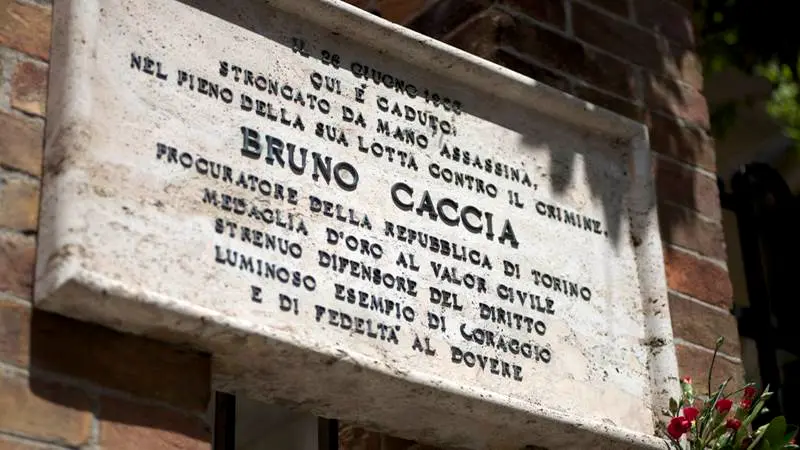 IL 26 GIUGNO 1983
QUI È CADUTO,
STRONCATO DA MANO ASSASSINA,
NEL PIENO DELLA SUA LOTTA CONTRO IL CRIMINE,
BRUNO CACCIA
PROCURATORE DELLA REPUBBLICA DI TORINO
MEDAGLIA D'ORO AL VALOR CIVILE
STRENUO DIFENSORE DEL DIRITTO
LUMINOSO ESEMPIO DI CORAGGIO
E DI FEDELTÀ AL DOVERE